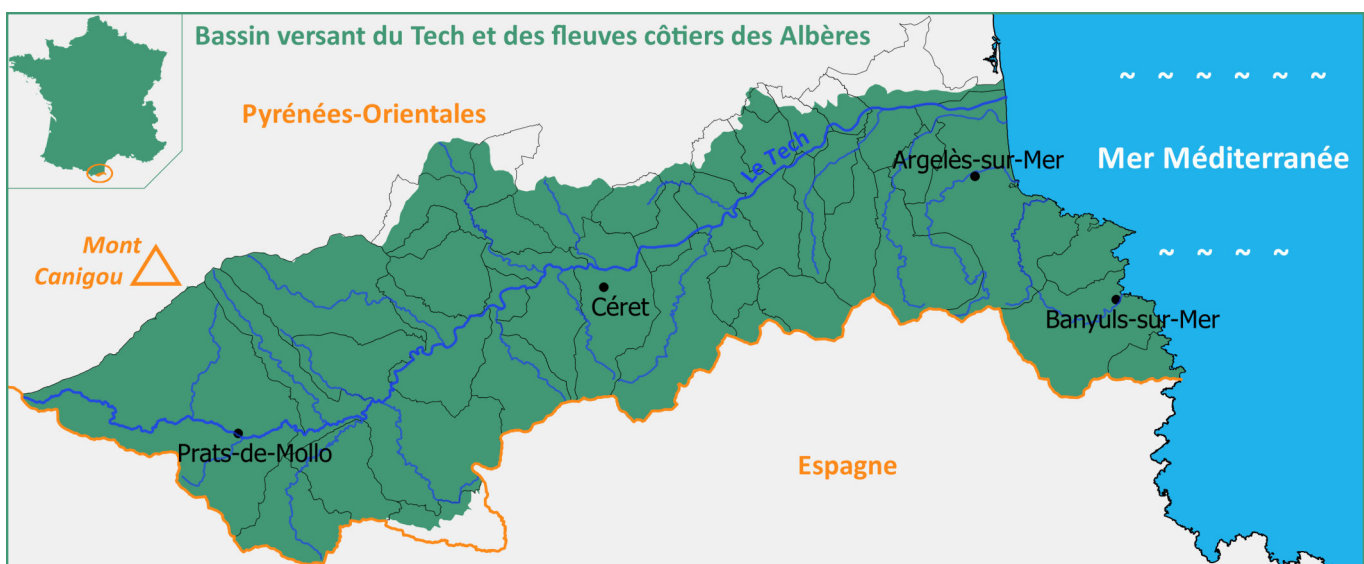 Bassin versant du Tech et des fleuves côtiers des Albères
Pyrénées-Orientales
Le Tech
Argelès-sur-Mer
Mer Méditerranée
Mont
Canigou
Céret
Banyuls-sur-Mer
Prats-de-Mollo
Espagne